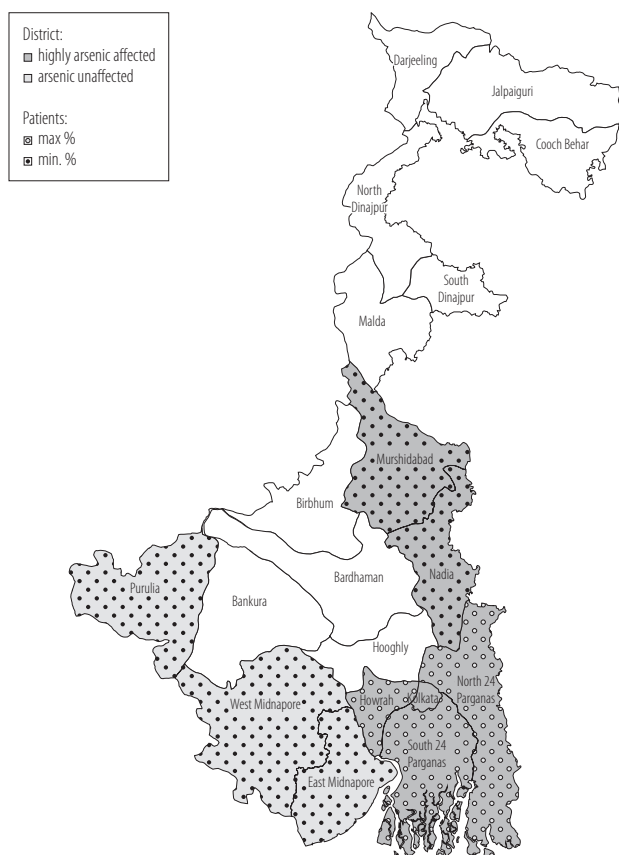 District:
highly arsenic affected
arsenic unaffected
Patients:
max %
min. %
Darjeeling
Jalpaiguri
Cooch Behar
North
Dinajpur
South
Dinajpur
Malda
Murshidabad
Birbhum
Purulia
Bankura
Bardhaman
Nadia
Hooghly
West Midnapore
Howrah
Kolkata
North 24
Parganas
South 24
Parganas
East Midnapore